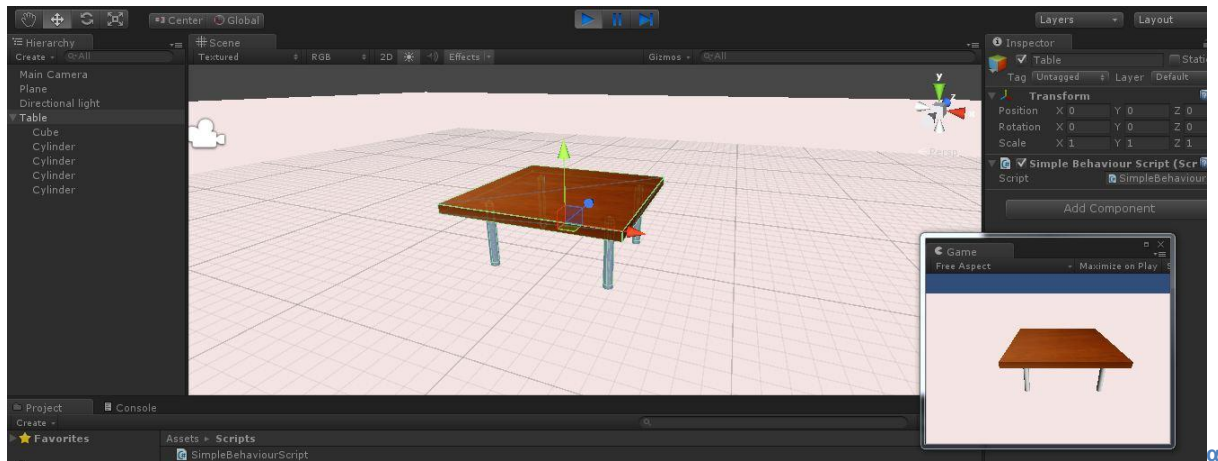 Center Global Layers Layout
Hierarchy
Create All
Main Camera
Plane
Directional light
Table
Cube
Cylinder
Cylinder
Cylinder
Cylinder
Scene
Textured RGB 2D Effects Gizmos All
y
z
x
Persp
Inspector
Table Static
Tag Untagged Layer Default
Transform
Position X 0 Y 0 Z 0
Rotation X 0 Y 0 Z 0
Scale X 1 Y 1 Z 1
Simple Behaviour Script (Scr
Script SimpleBehaviour
Add Component
Game
Free Aspect Maximize on Play
Project Console
Create
Favorites
Assets Scripts
SimpleBehaviourScript
α